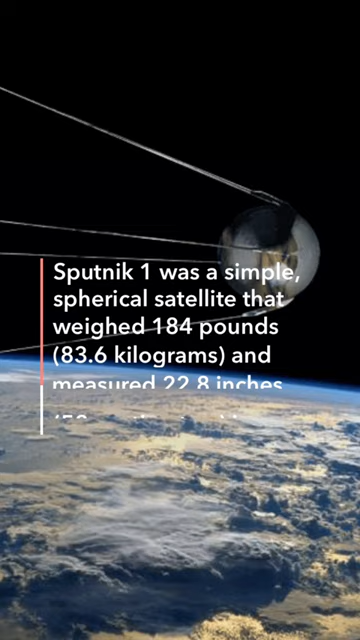 Sputnik 1 was a simple,
spherical satellite that
weighed 184 pounds
(83.6 kilograms) and
measured 22.8 inches